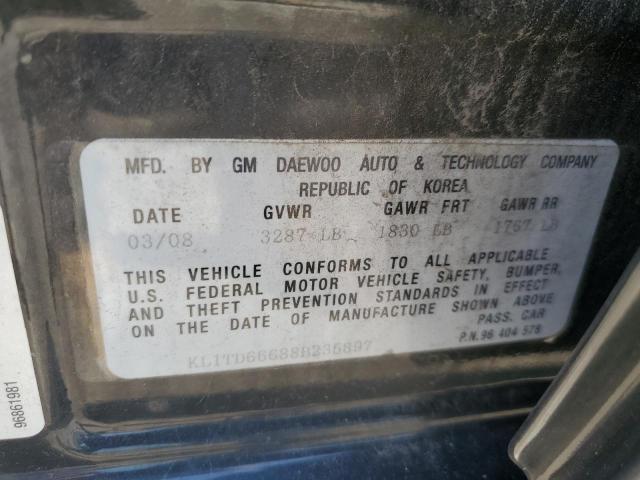 MFD. BY GM DAEWOO AUTO & TECHNOLOGY COMPANY
REPUBLIC OF KOREA
DATE GVWR GAWR FRT GAWR RR
03/08 3287 LB 1830 LB 1767 LB
THIS VEHICLE CONFORMS TO ALL APPLICABLE
U.S. FEDERAL MOTOR VEHICLE SAFETY, BUMPER,
AND THEFT PREVENTION STANDARDS IN EFFECT
ON THE DATE OF MANUFACTURE SHOWN ABOVE
PASS. CAR
P.N. 96 404 578
KL1TD66688B235897
96861981